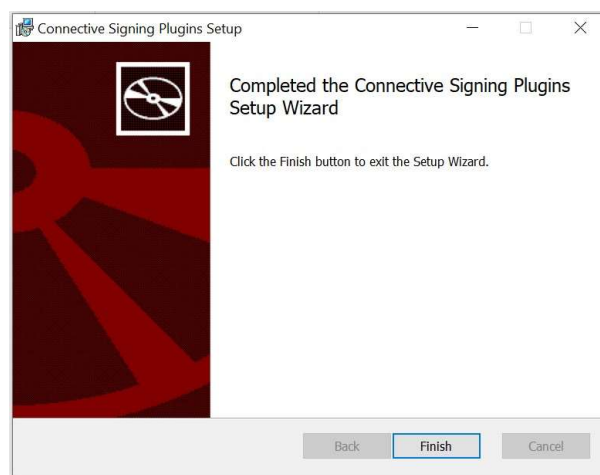 Connective Signing Plugins Setup
Completed the Connective Signing Plugins
Setup Wizard
Click the Finish button to exit the Setup Wizard.
Back
Finish
Cancel